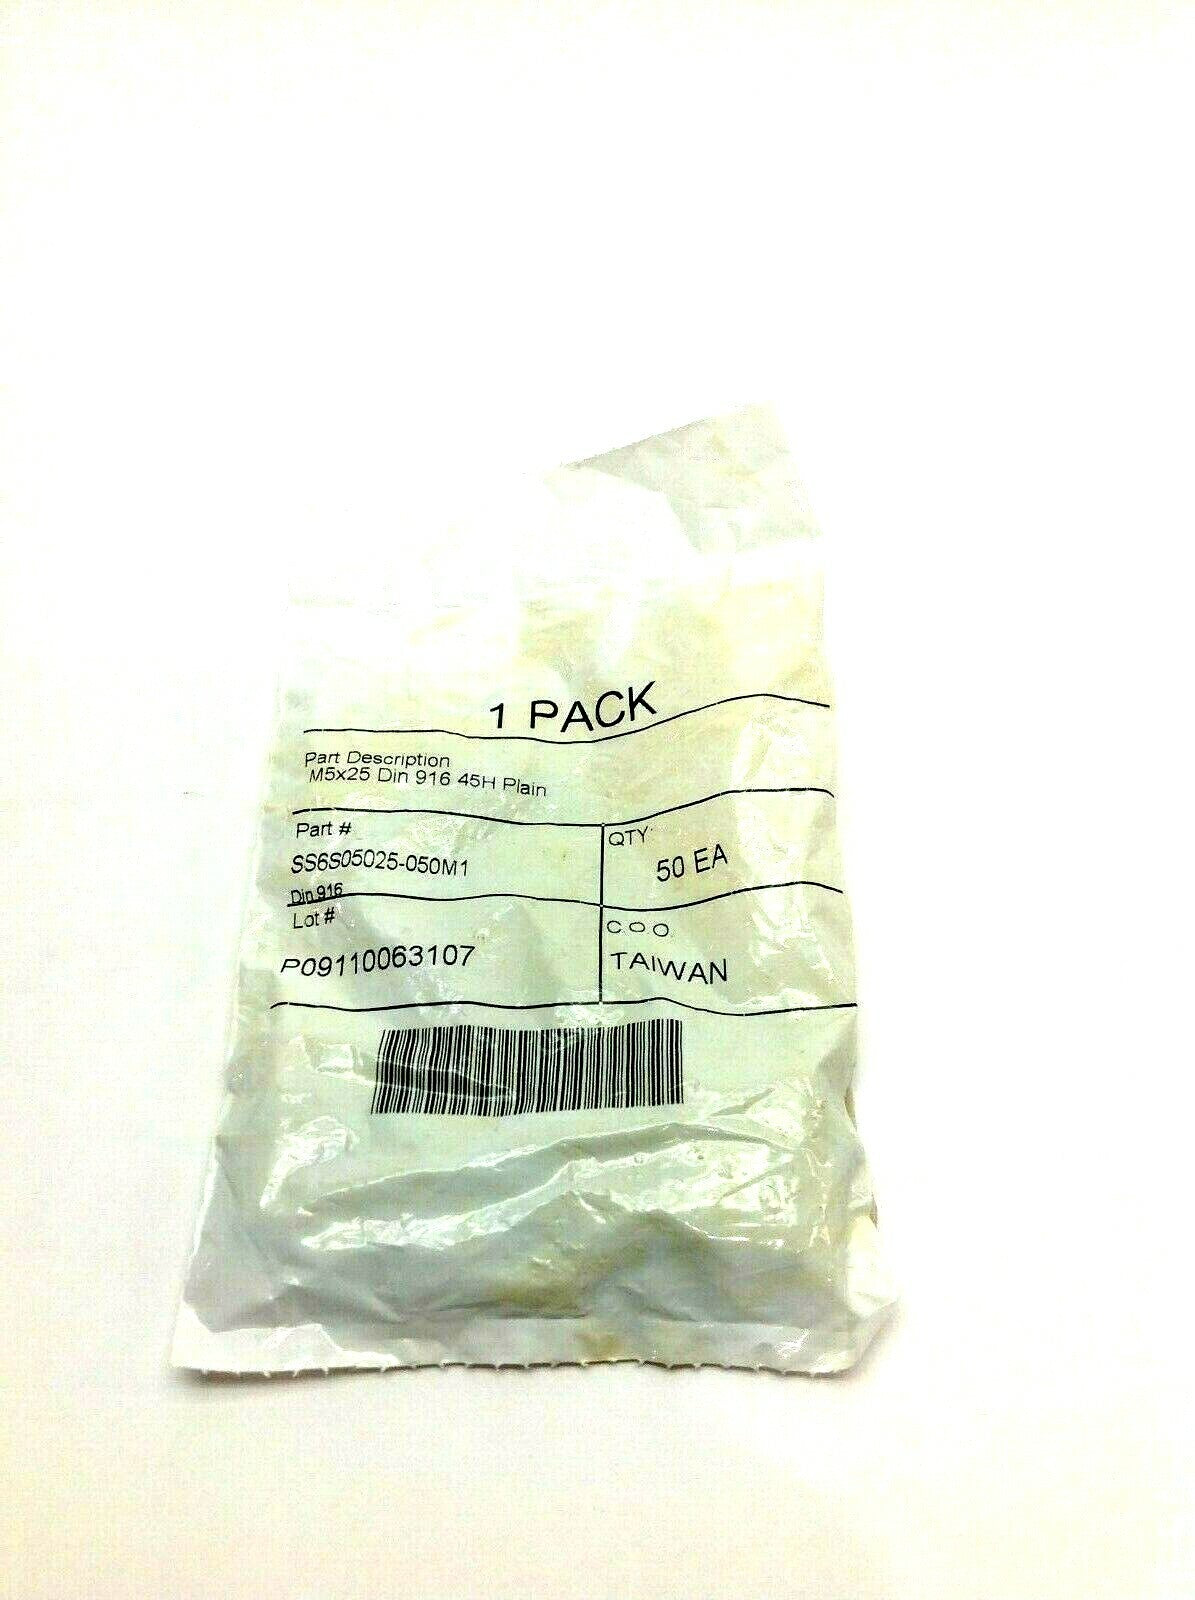 1 PACK
Part Description
M5x25 Din 916 45H Plain
Part #
SS6S05025-050M1
Din 916
QTY
50 EA
Lot #
P09110063107
C.O.O.
TAIWAN